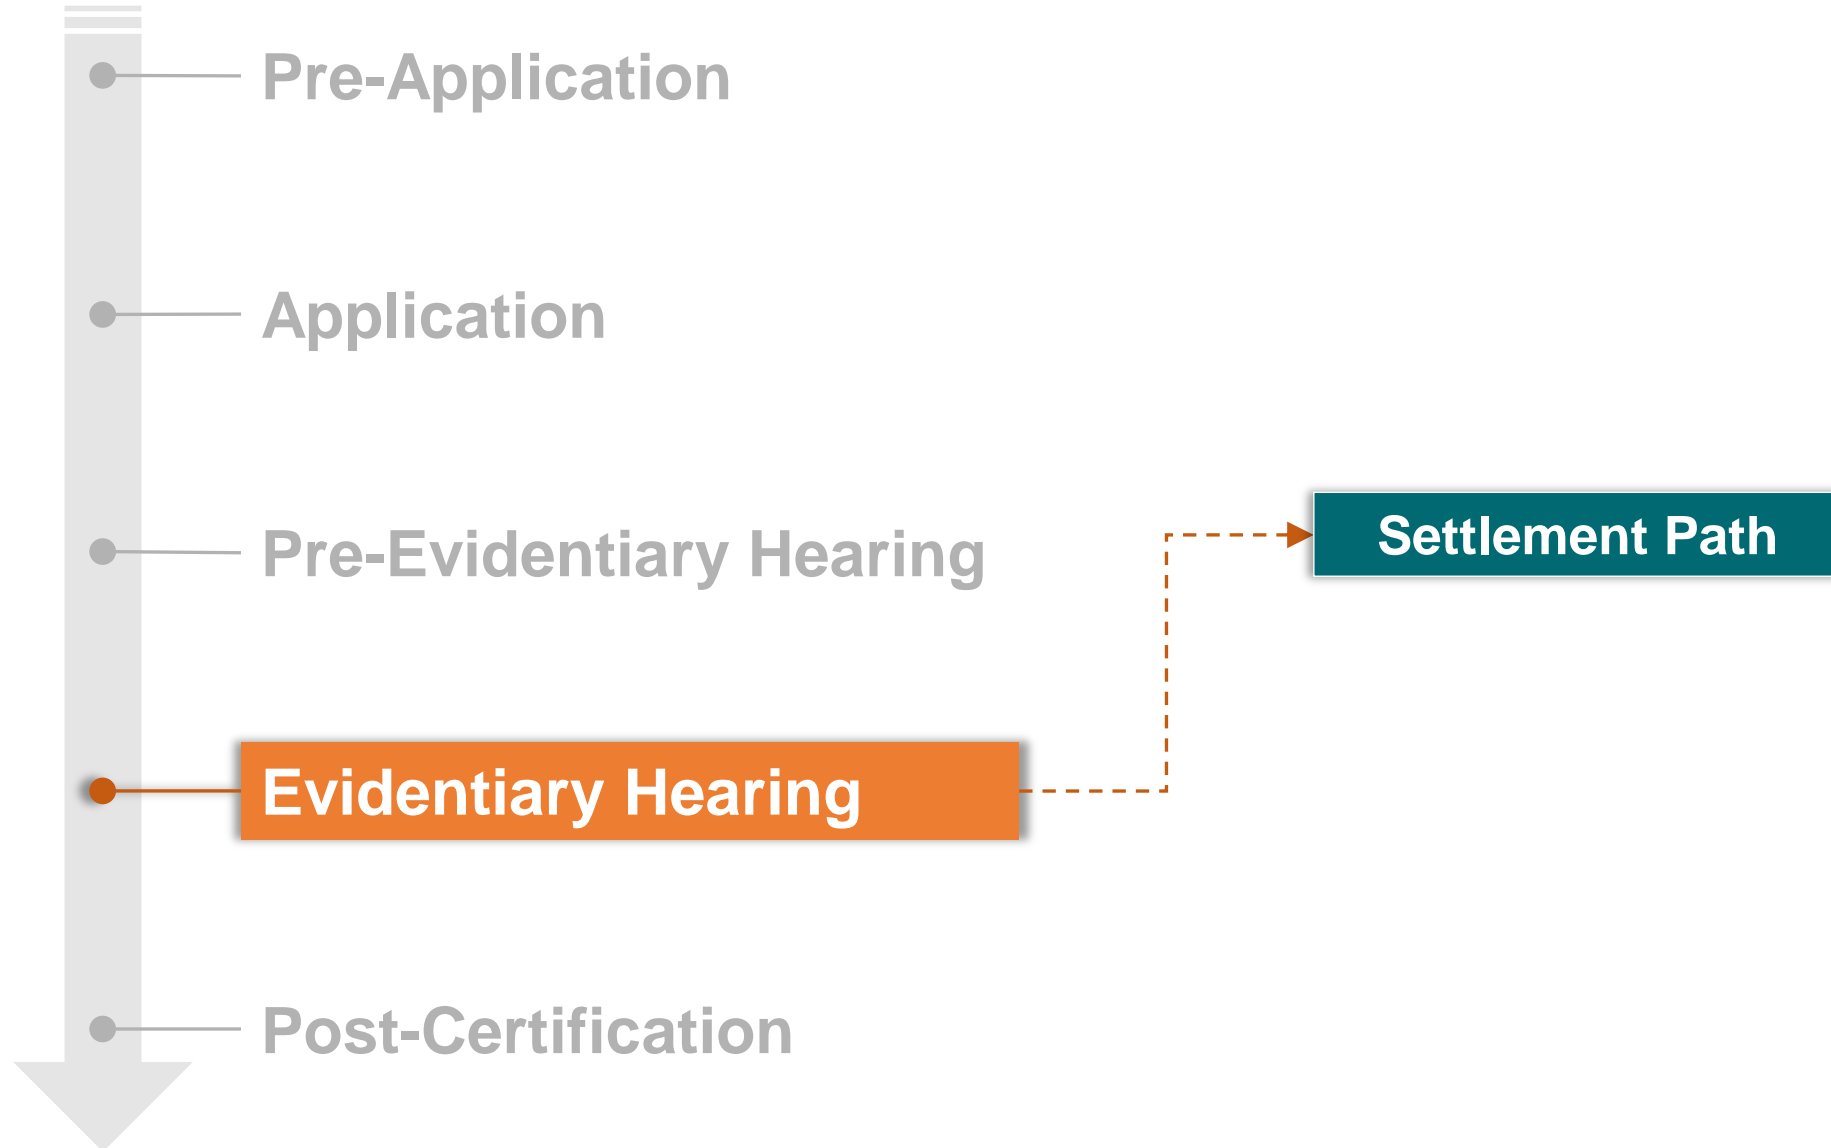 Pre-Application
Application
Pre-Evidentiary Hearing
Settlement Path
Evidentiary Hearing
Post-Certification